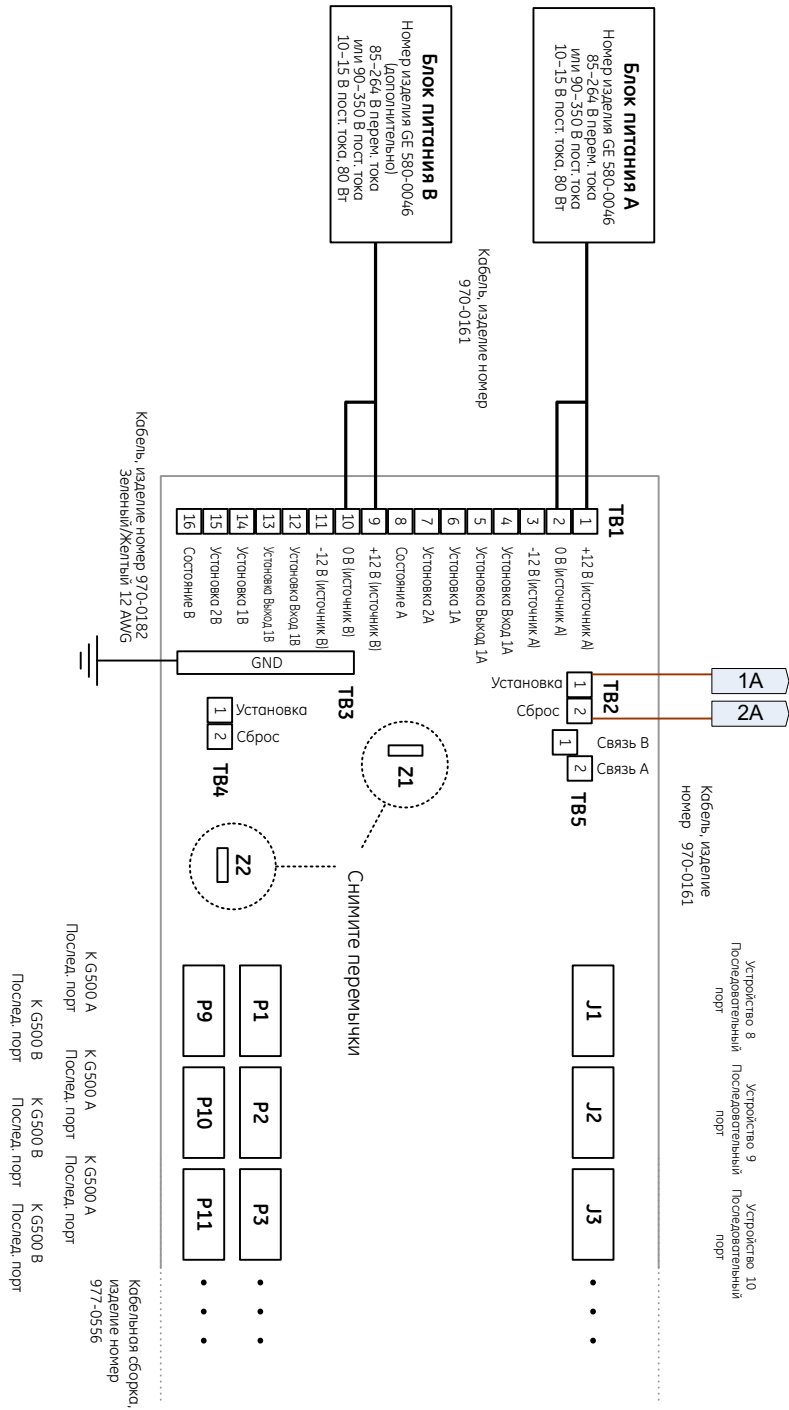 Блок питания B
Номер изделия GE 580-0046
(дополнительно)
85–264 В перем. тока
или 90–350 В пост. тока
10–15 В пост. тока, 80 Вт
Блок питания A
Номер изделия GE 580-0046
85–264 В перем. тока
или 90–350 В пост. тока
10–15 В пост. тока, 80 Вт
Кабель, изделие номер
970-0161
Кабель, изделие номер 970-0182
Зеленый/Желтый 12 AWG
TB1
1 +12 В (источник A)
2 0 В (источник A)
3 -12 В (источник A)
4 Установка Вход 1A
5 Установка Выход 1A
6 Установка 1A
7 Установка 2A
8 Состояние A
9 +12 В (источник B)
10 0 В (источник B)
11 -12 В (источник B)
12 Установка Вход 1B
13 Установка Выход 1B
14 Установка 1B
15 Установка 2B
16 Состояние B
GND
TB3
1 Установка
2 Сброс
TB4
Установка 1
Сброс 2
TB2
1A
2A
1 Связь B
2 Связь A
TB5
Кабель, изделие
номер 970-0161
Z1
Z2
Снимите перемычки
J1
J2
J3
• • •
P1
P2
P3
• • •
P9
P10
P11
• • •
Устройство 8
Последовательный
порт
Устройство 9
Последовательный
порт
Устройство 10
Последовательный
порт
К G500 A
Послед. порт
К G500 A
Послед. порт
К G500 A
Послед. порт
К G500 B
Послед. порт
К G500 B
Послед. порт
К G500 B
Послед. порт
Кабельная сборка,
изделие номер
977-0556